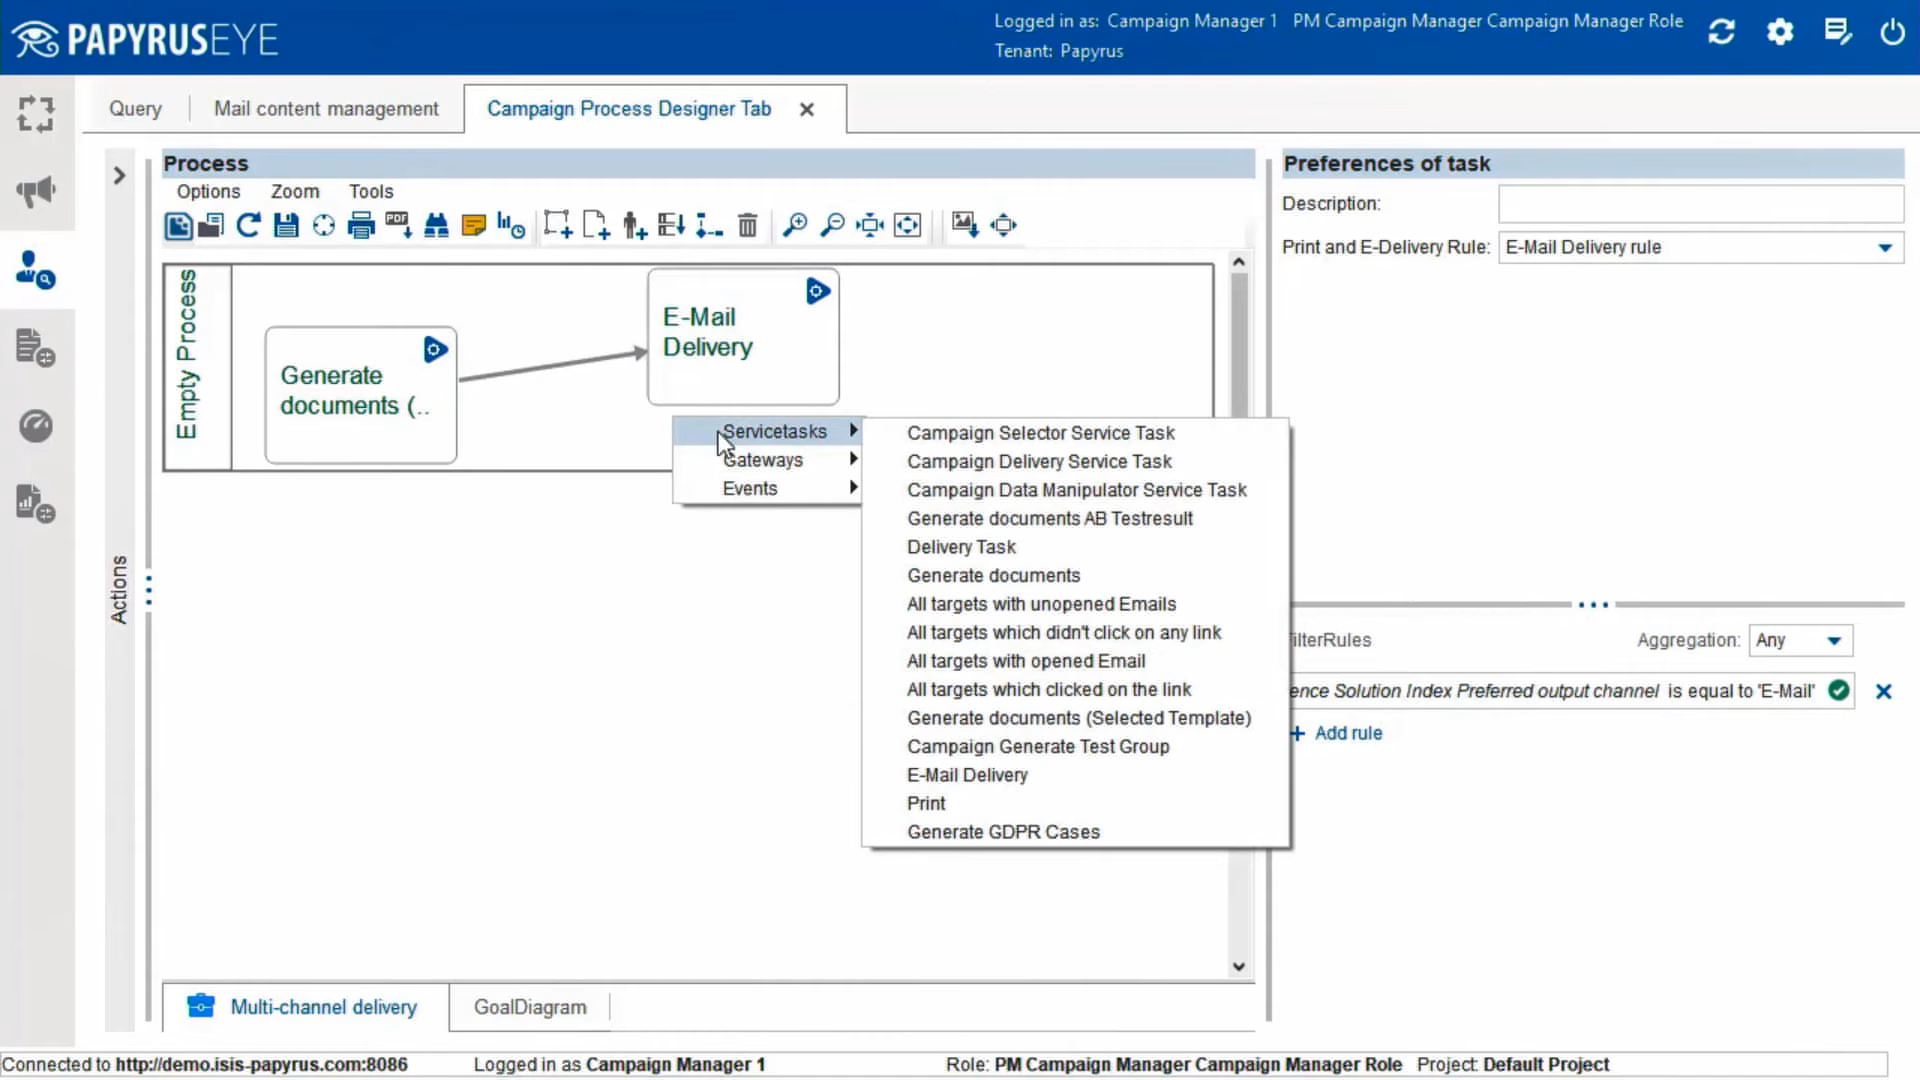 PAPYRUSEYE
Logged in as: Campaign Manager 1 PM Campaign Manager Campaign Manager Role
Tenant: Papyrus
Query
Mail content management
Campaign Process Designer Tab
Process
Options Zoom Tools
PDF
Preferences of task
Description:
Print and E-Delivery Rule: E-Mail Delivery rule
Actions
Empty Process
Generate
documents (..
E-Mail
Delivery
Servicetasks
Gateways
Events
Campaign Selector Service Task
Campaign Delivery Service Task
Campaign Data Manipulator Service Task
Generate documents AB Testresult
Delivery Task
Generate documents
All targets with unopened Emails
All targets which didn't click on any link
All targets with opened Email
All targets which clicked on the link
Generate documents (Selected Template)
Campaign Generate Test Group
E-Mail Delivery
Print
Generate GDPR Cases
ilterRules
Aggregation: Any
ence Solution Index Preferred output channel is equal to 'E-Mail'
+ Add rule
Multi-channel delivery
GoalDiagram
Connected to http://demo.isis-papyrus.com:8086
Logged in as Campaign Manager 1
Role: PM Campaign Manager Campaign Manager Role Project: Default Project